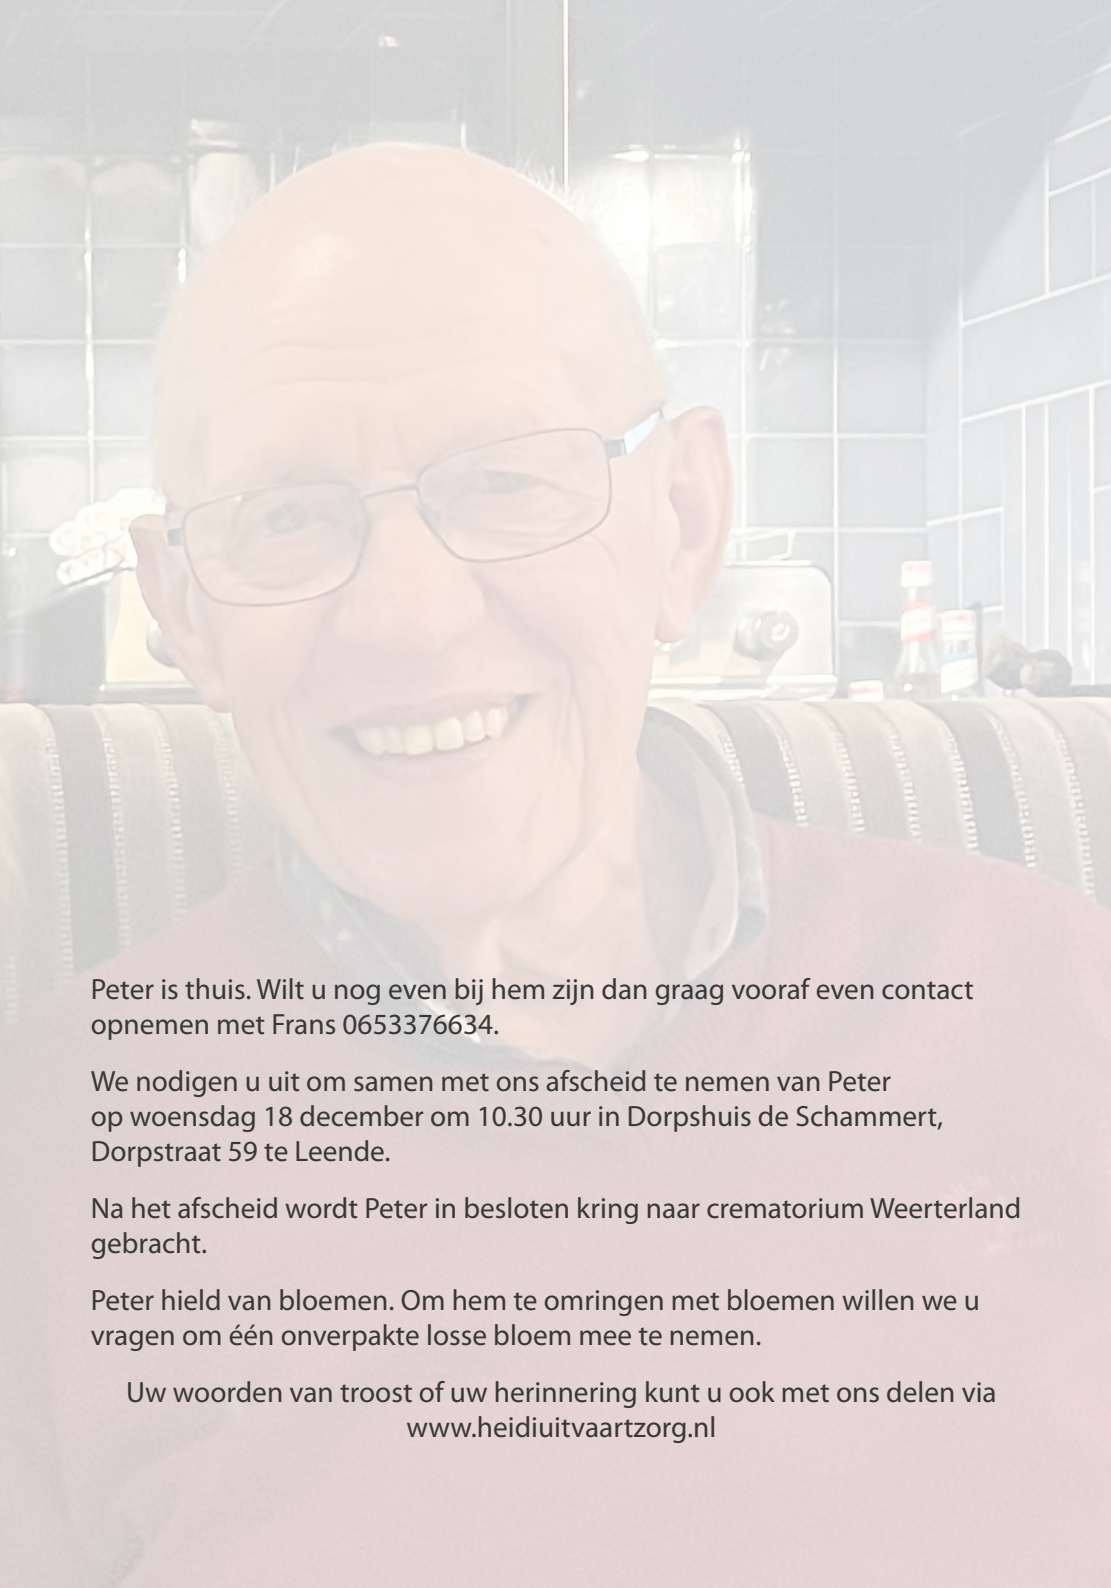 Peter is thuis. Wilt u nog even bij hem zijn dan graag vooraf even contact
opnemen met Frans 0653376634.
We nodigen u uit om samen met ons afscheid te nemen van Peter
op woensdag 18 december om 10.30 uur in Dorpshuis de Schammert,
Dorpstraat 59 te Leende.
Na het afscheid wordt Peter in besloten kring naar crematorium Weerterland
gebracht.
Peter hield van bloemen. Om hem te omringen met bloemen willen we u
vragen om één onverpakte losse bloem mee te nemen.
Uw woorden van troost of uw herinnering kunt u ook met ons delen via
www.heidiuitvaartzorg.nl